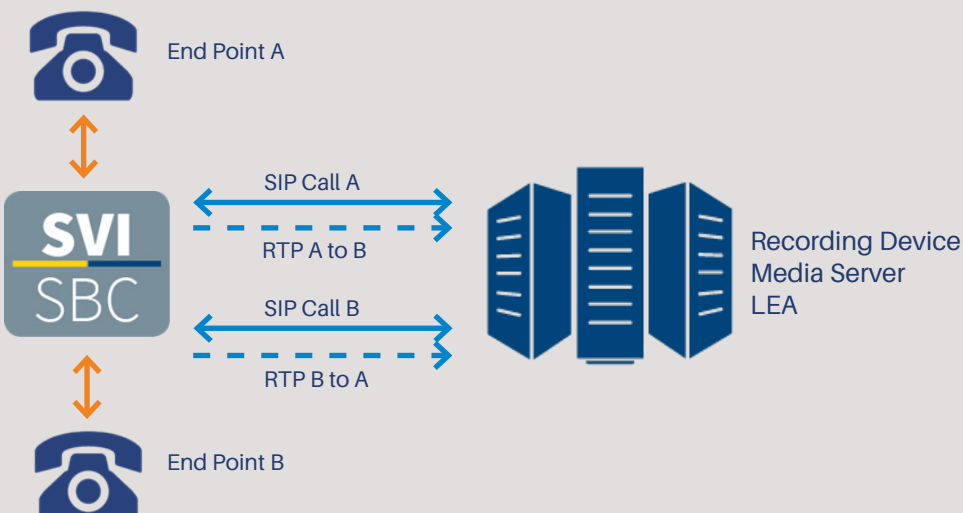 End Point A
SIP Call A
RTP A to B
SVI
SBC
SIP Call B
RTP B to A
Recording Device
Media Server
LEA
End Point B